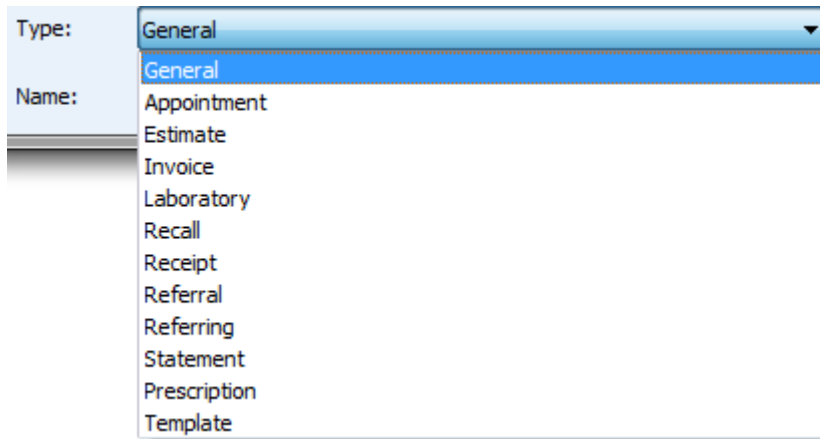 Type: General
General
Name:
Appointment
Estimate
Invoice
Laboratory
Recall
Receipt
Referral
Referring
Statement
Prescription
Template